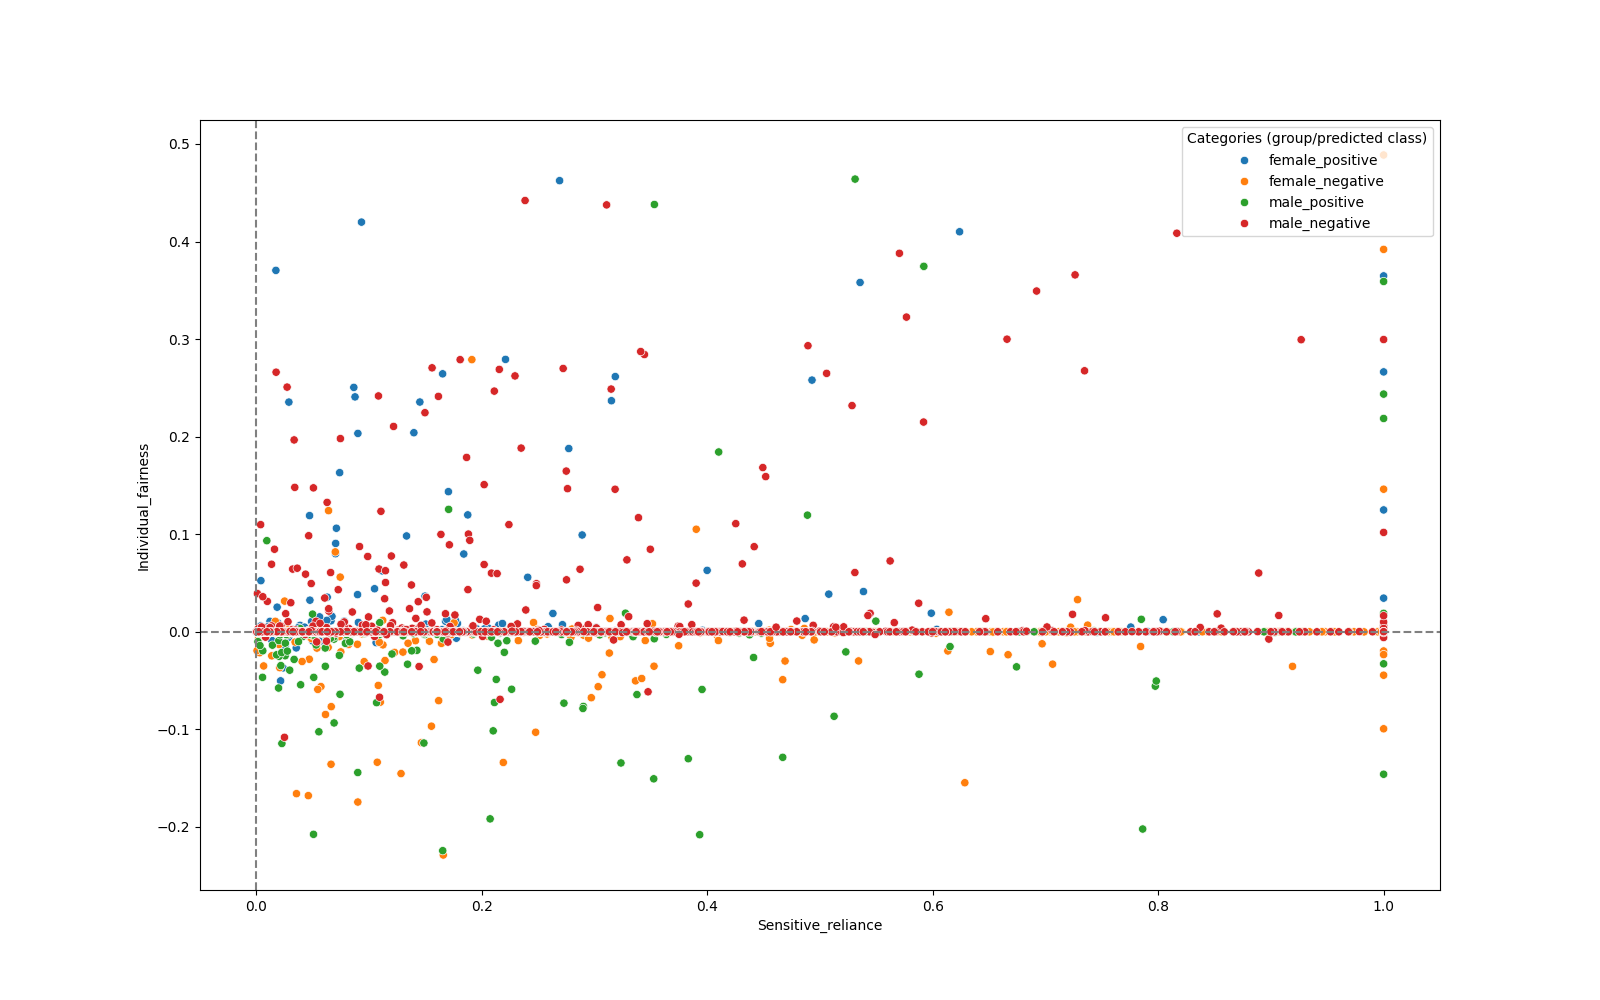 Categories (group/predicted class)
female_positive
female_negative
male_positive
male_negative
0.5
0.4
0.3
0.2
0.1
0.0
−0.1
−0.2
Individual_fairness
0.0 0.2 0.4 0.6 0.8 1.0
Sensitive_reliance